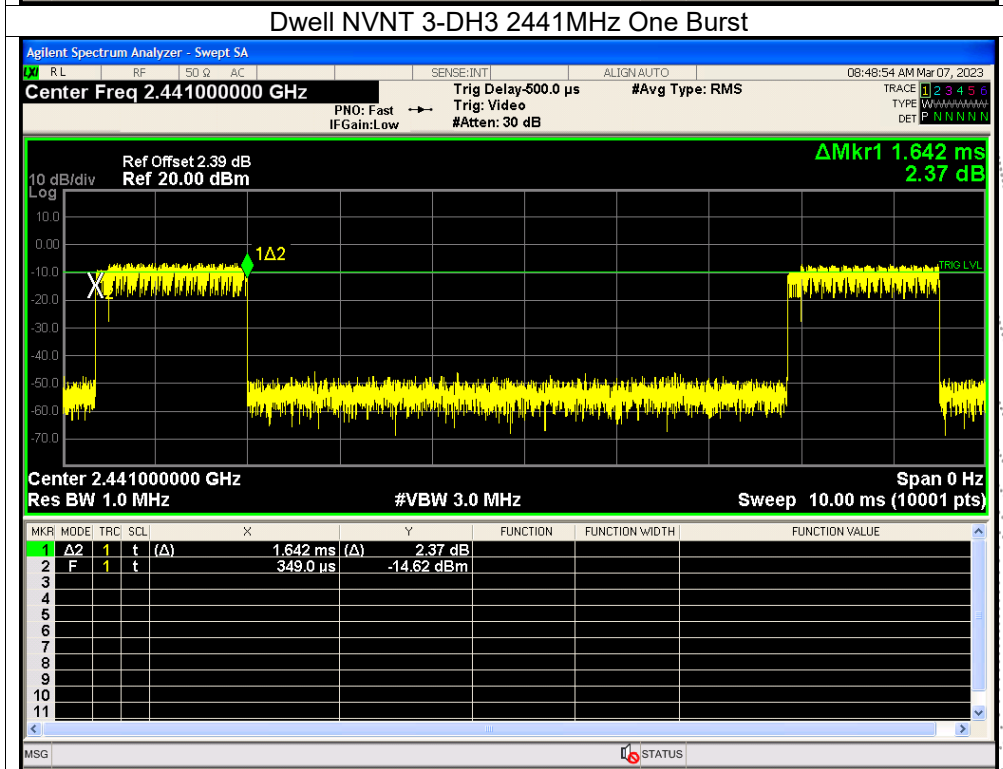 Dwell NVNT 3-DH3 2441MHz One Burst
Agilent Spectrum Analyzer - Swept SA
LXI RL RF 50 Ω AC SENSE:INT ALIGN AUTO 08:48:54 AM Mar 07, 2023
Center Freq 2.441000000 GHz Trig Delay-500.0 µs #Avg Type: RMS TRACE 1 2 3 4 5 6
PNO: Fast Trig: Video TYPE WWWWWW
IFGain:Low #Atten: 30 dB DET P N N N N N
ΔMkr1 1.642 ms
2.37 dB
Ref Offset 2.39 dB
10 dB/div Ref 20.00 dBm
Log
10.0
0.00
1Δ2
-10.0
TRIG LVL
X2
-20.0
-30.0
-40.0
-50.0
-60.0
-70.0
Center 2.441000000 GHz Span 0 Hz
Res BW 1.0 MHz #VBW 3.0 MHz Sweep 10.00 ms (10001 pts)
MKR MODE TRC SCL X Y FUNCTION FUNCTION WIDTH FUNCTION VALUE
1 Δ2 1 t (Δ) 1.642 ms (Δ) 2.37 dB
2 F 1 t 349.0 µs -14.62 dBm
3
4
5
6
7
8
9
10
11
MSG STATUS